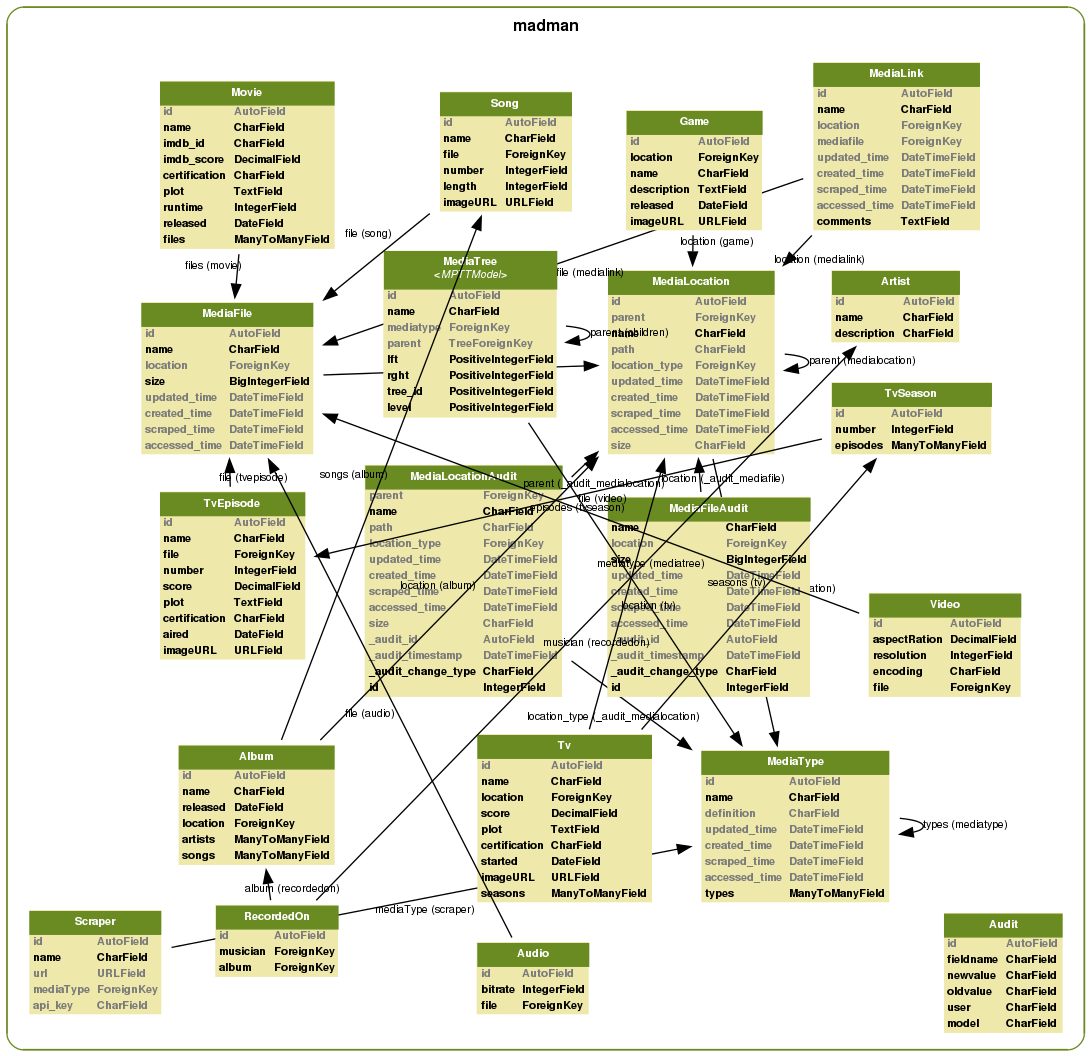 madman
Movie
id AutoField
name CharField
imdb_id CharField
imdb_score DecimalField
certification CharField
plot TextField
runtime IntegerField
released DateField
files ManyToManyField
Song
id AutoField
name CharField
file ForeignKey
number IntegerField
length IntegerField
imageURL URLField
Game
id AutoField
location ForeignKey
name CharField
description TextField
released DateField
imageURL URLField
MediaLink
id AutoField
name CharField
location ForeignKey
mediafile ForeignKey
updated_time DateTimeField
created_time DateTimeField
scraped_time DateTimeField
accessed_time DateTimeField
comments TextField
file (song)
files (movie)
location (game)
location (medialink)
file (medialink)
MediaTree
<MPTTModel>
id AutoField
name CharField
mediatype ForeignKey
parent TreeForeignKey
lft PositiveIntegerField
rght PositiveIntegerField
tree_id PositiveIntegerField
level PositiveIntegerField
parent (children)
MediaLocation
id AutoField
parent ForeignKey
name CharField
path CharField
location_type ForeignKey
updated_time DateTimeField
created_time DateTimeField
scraped_time DateTimeField
accessed_time DateTimeField
size CharField
parent (medialocation)
Artist
id AutoField
name CharField
description CharField
MediaFile
id AutoField
name CharField
location ForeignKey
size BigIntegerField
updated_time DateTimeField
created_time DateTimeField
scraped_time DateTimeField
accessed_time DateTimeField
TvSeason
id AutoField
number IntegerField
episodes ManyToManyField
file (tvepisode)
songs (album)
parent (_audit_medialocation)
location (_audit_mediafile)
file (video)
episodes (tvseason)
TvEpisode
id AutoField
name CharField
file ForeignKey
number IntegerField
score DecimalField
plot TextField
certification CharField
aired DateField
imageURL URLField
MediaLocationAudit
parent ForeignKey
name CharField
path CharField
location_type ForeignKey
updated_time DateTimeField
created_time DateTimeField
scraped_time DateTimeField
accessed_time DateTimeField
size CharField
_audit_id AutoField
_audit_timestamp DateTimeField
_audit_change_type CharField
id IntegerField
MediaFileAudit
name CharField
location ForeignKey
size BigIntegerField
updated_time DateTimeField
created_time DateTimeField
scraped_time DateTimeField
accessed_time DateTimeField
_audit_id AutoField
_audit_timestamp DateTimeField
_audit_change_type CharField
id IntegerField
mediatype (mediatree)
seasons (tv)
ation)
location (album)
location (tv)
musician (recordedon)
Video
id AutoField
aspectRation DecimalField
resolution IntegerField
encoding CharField
file ForeignKey
file (audio)
location_type (_audit_medialocation)
Album
id AutoField
name CharField
released DateField
location ForeignKey
artists ManyToManyField
songs ManyToManyField
Tv
id AutoField
name CharField
location ForeignKey
score DecimalField
plot TextField
certification CharField
started DateField
imageURL URLField
seasons ManyToManyField
MediaType
id AutoField
name CharField
definition CharField
updated_time DateTimeField
created_time DateTimeField
scraped_time DateTimeField
accessed_time DateTimeField
types ManyToManyField
types (mediatype)
album (recordedon)
mediaType (scraper)
Scraper
id AutoField
name CharField
url URLField
mediaType ForeignKey
api_key CharField
RecordedOn
id AutoField
musician ForeignKey
album ForeignKey
Audio
id AutoField
bitrate IntegerField
file ForeignKey
Audit
id AutoField
fieldname CharField
newvalue CharField
oldvalue CharField
user CharField
model CharField